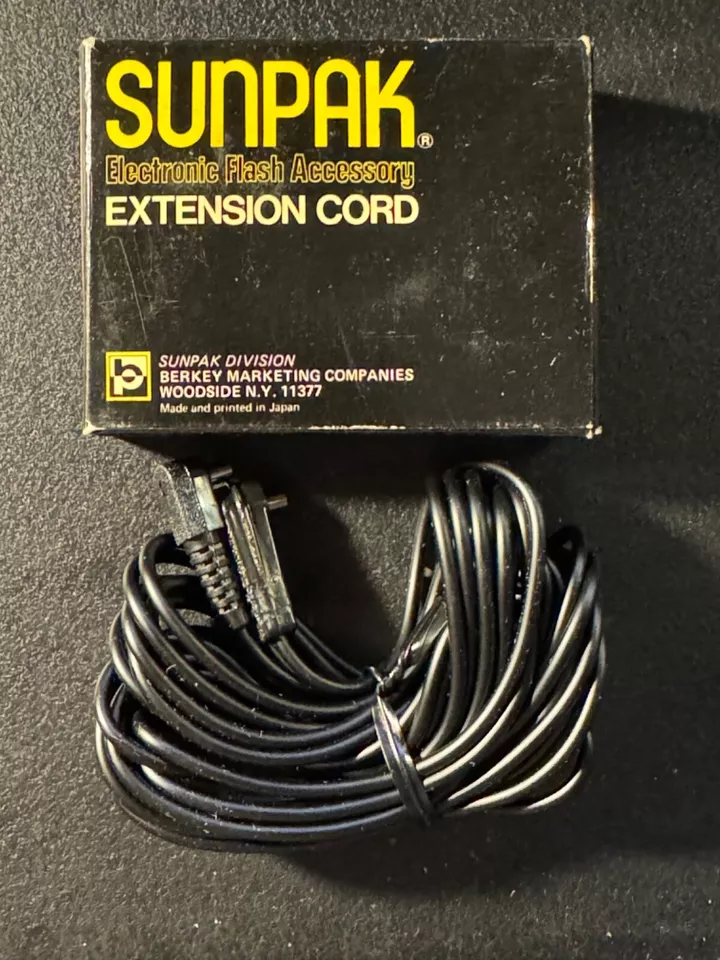 SUNPAK®
Electronic Flash Accessory
EXTENSION CORD
SUNPAK DIVISION
BERKEY MARKETING COMPANIES
WOODSIDE N.Y. 11377
Made and printed in Japan